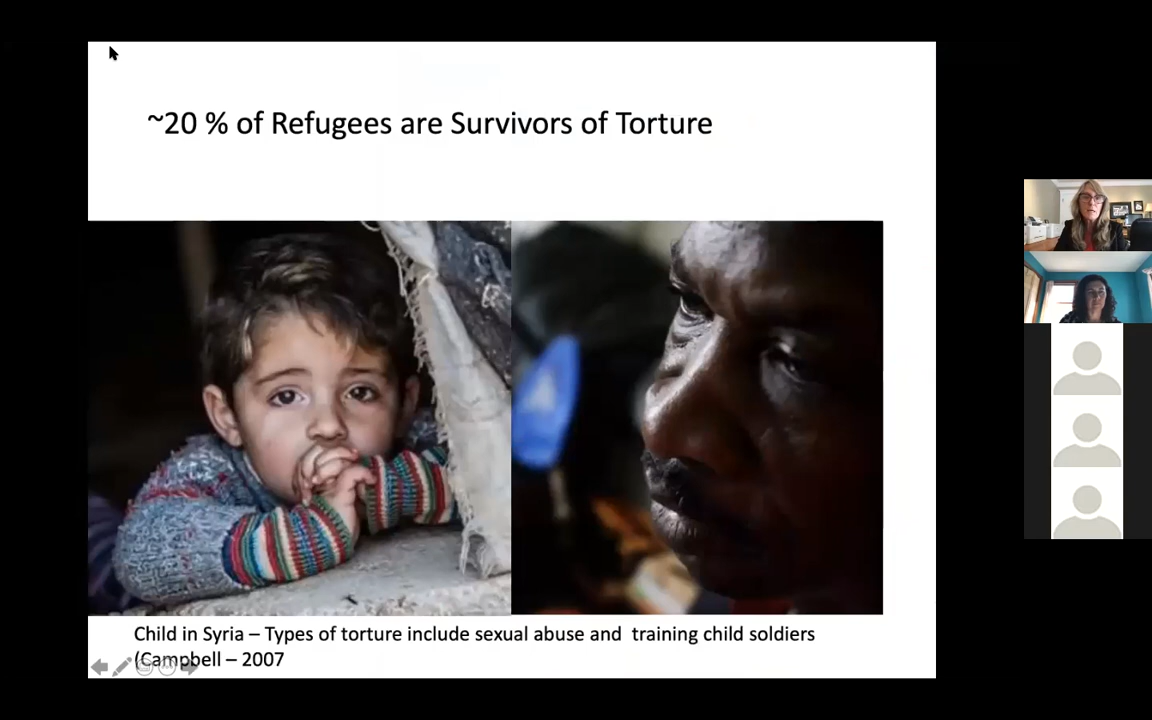 ~20 % of Refugees are Survivors of Torture
Child in Syria – Types of torture include sexual abuse and  training child soldiers
(Campbell – 2007